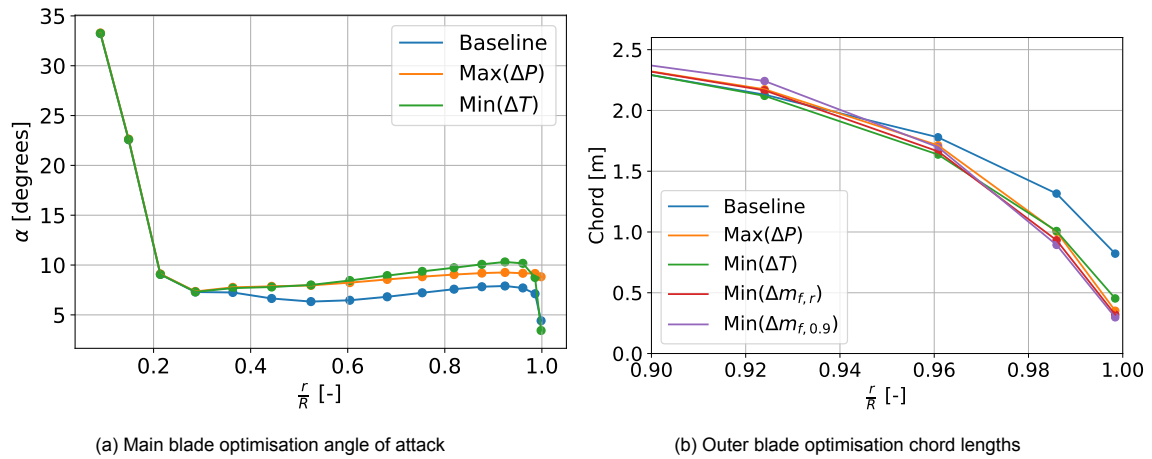 35
30
25
20
15
10
5
α [degrees]
0.2
0.4
0.6
0.8
1.0
r/R [-]
Baseline
Max(ΔP)
Min(ΔT)
(a) Main blade optimisation angle of attack
2.5
2.0
1.5
1.0
0.5
0.0
Chord [m]
0.90
0.92
0.94
0.96
0.98
1.00
r/R [-]
Baseline
Max(ΔP)
Min(ΔT)
Min(Δm_{f,r})
Min(Δm_{f,0.9})
(b) Outer blade optimisation chord lengths